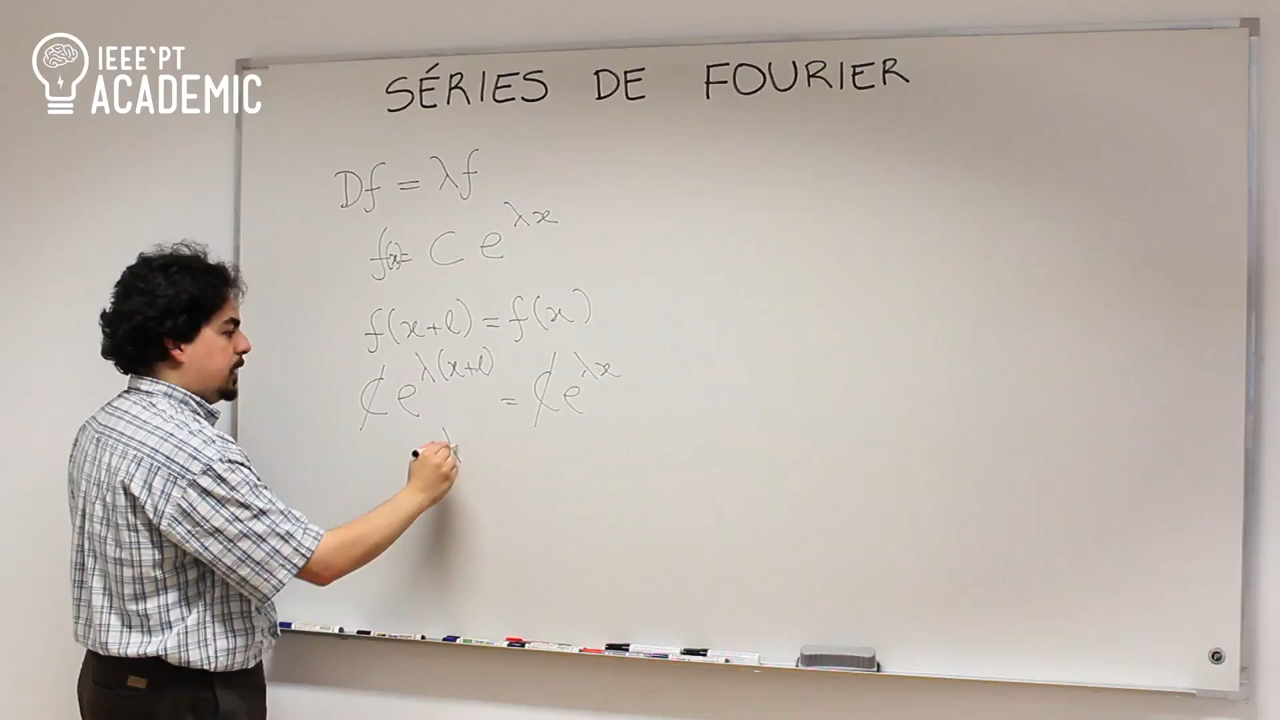 IEEE`PT
ACADEMIC
SÉRIES DE FOURIER
Df = λf
f(x)= C e^λx
f(x+l) = f(x)
C e^λ(x+l) = C e^λx
λ